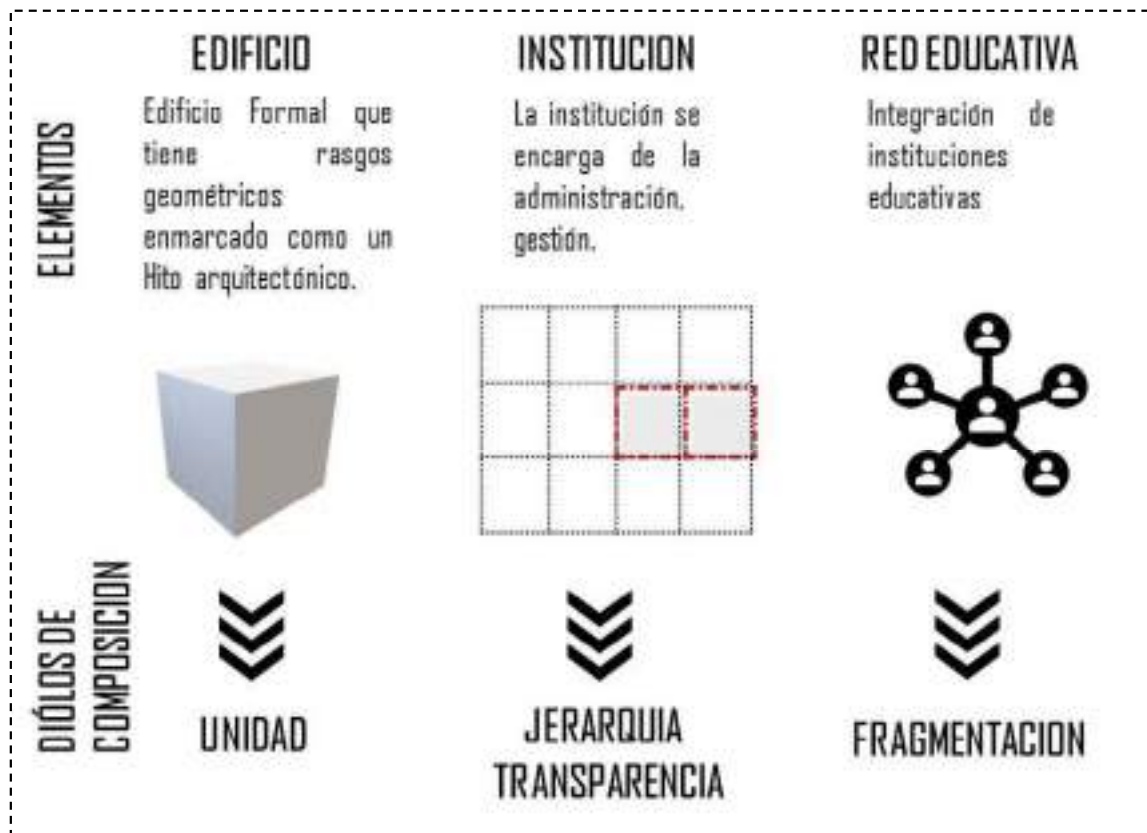 EDIFICIO
Edificio Formal que
tiene rasgos
geométricos
enmarcado como un
Hito arquitectónico.
INSTITUCION
La institución se
encarga de la
administración,
gestión.
RED EDUCATIVA
Integración de
instituciones
educativas
ELEMENTOS
DIÓLOS DE
COMPOSICION
UNIDAD
JERARQUIA
TRANSPARENCIA
FRAGMENTACION